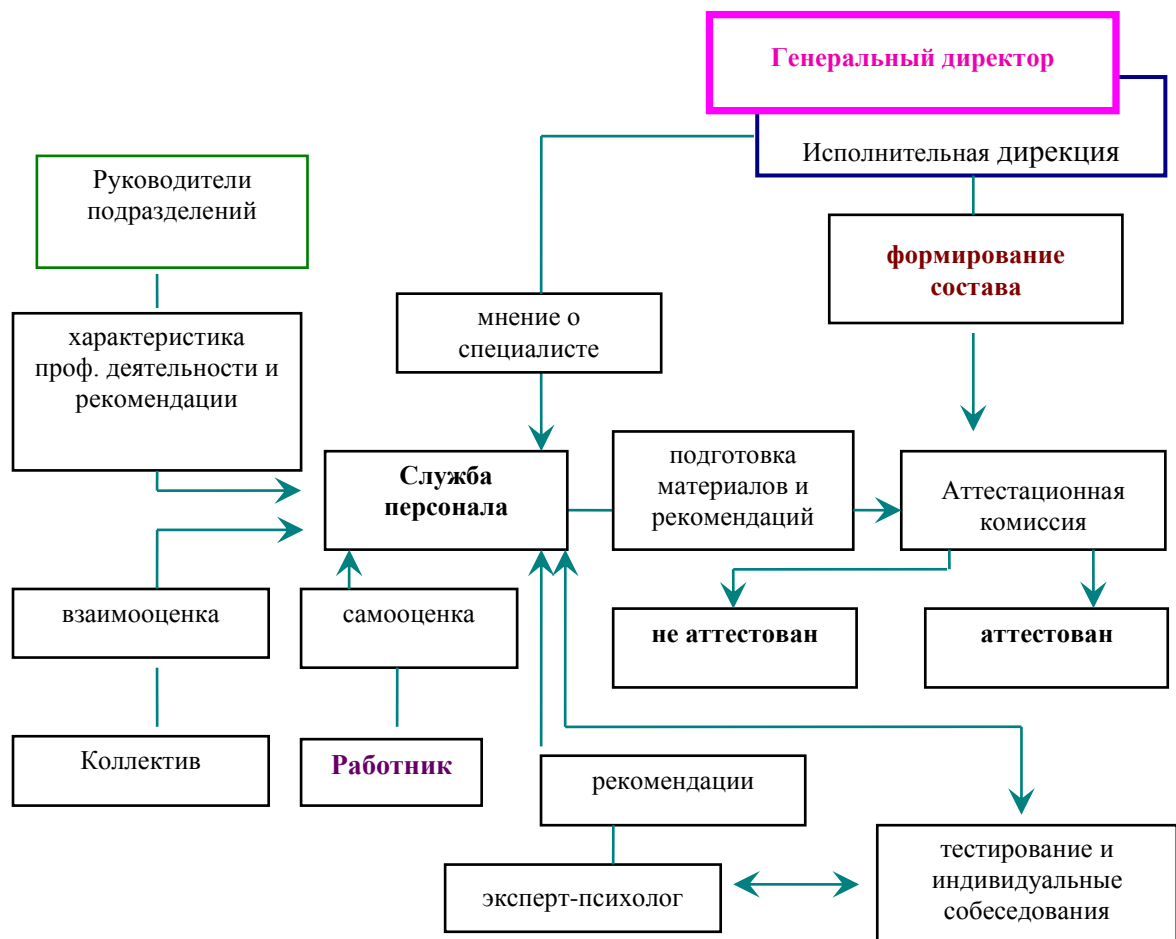 Генеральный директор
Исполнительная дирекция
Руководители
подразделений
формирование
состава
мнение о
специалисте
характеристика
проф. деятельности и
рекомендации
Служба
персонала
подготовка
материалов и
рекомендаций
Аттестационная
комиссия
взаимооценка
самооценка
не аттестован
аттестован
Коллектив
Работник
рекомендации
эксперт-психолог
тестирование и
индивидуальные
собеседования